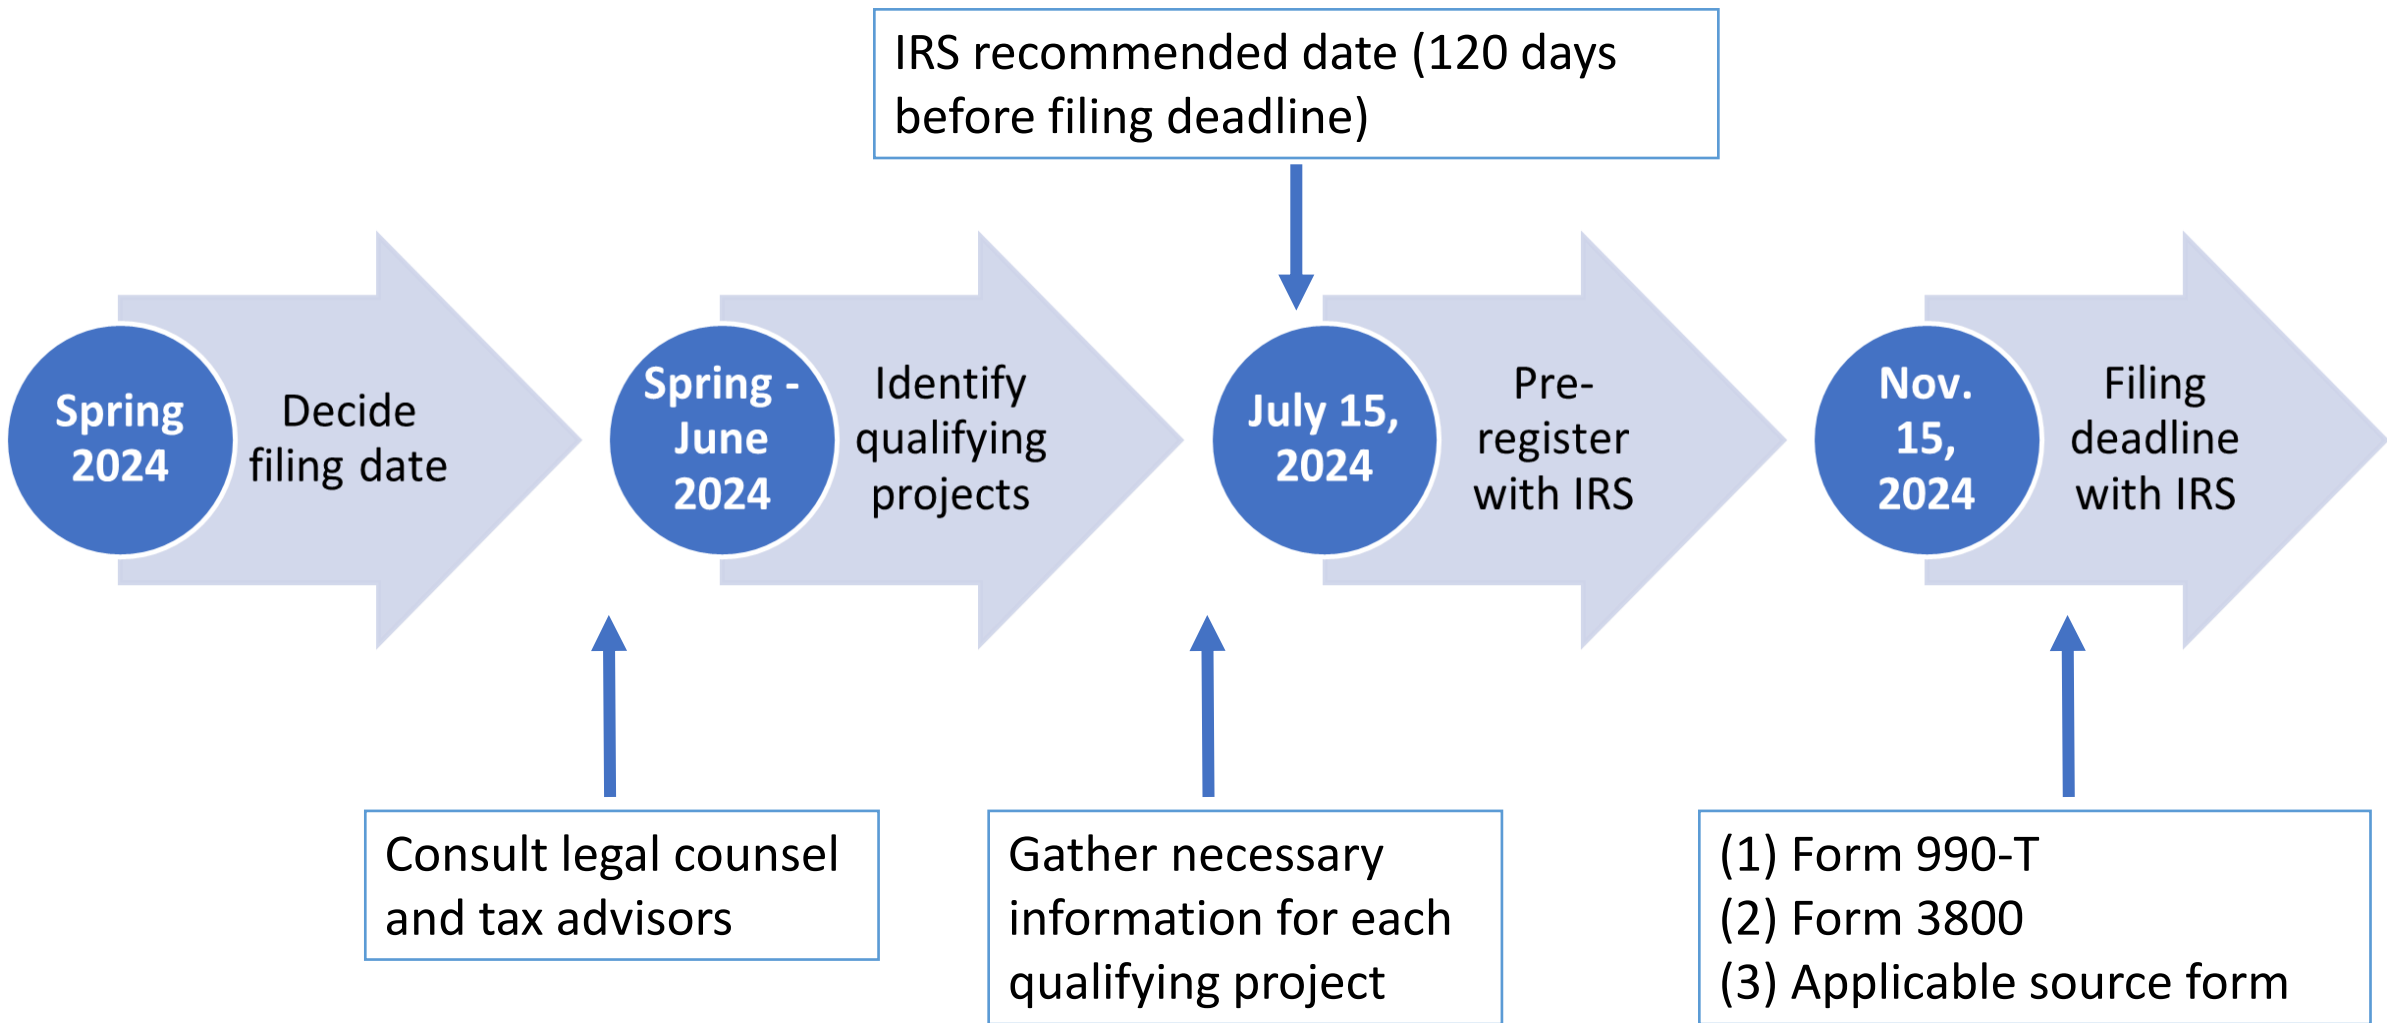 IRS recommended date (120 days
before filing deadline)
Spring
2024
Decide
filing date
Spring -
June
2024
Identify
qualifying
projects
July 15,
2024
Pre-
register
with IRS
Nov.
15,
2024
Filing
deadline
with IRS
Consult legal counsel
and tax advisors
Gather necessary
information for each
qualifying project
(1) Form 990-T
(2) Form 3800
(3) Applicable source form